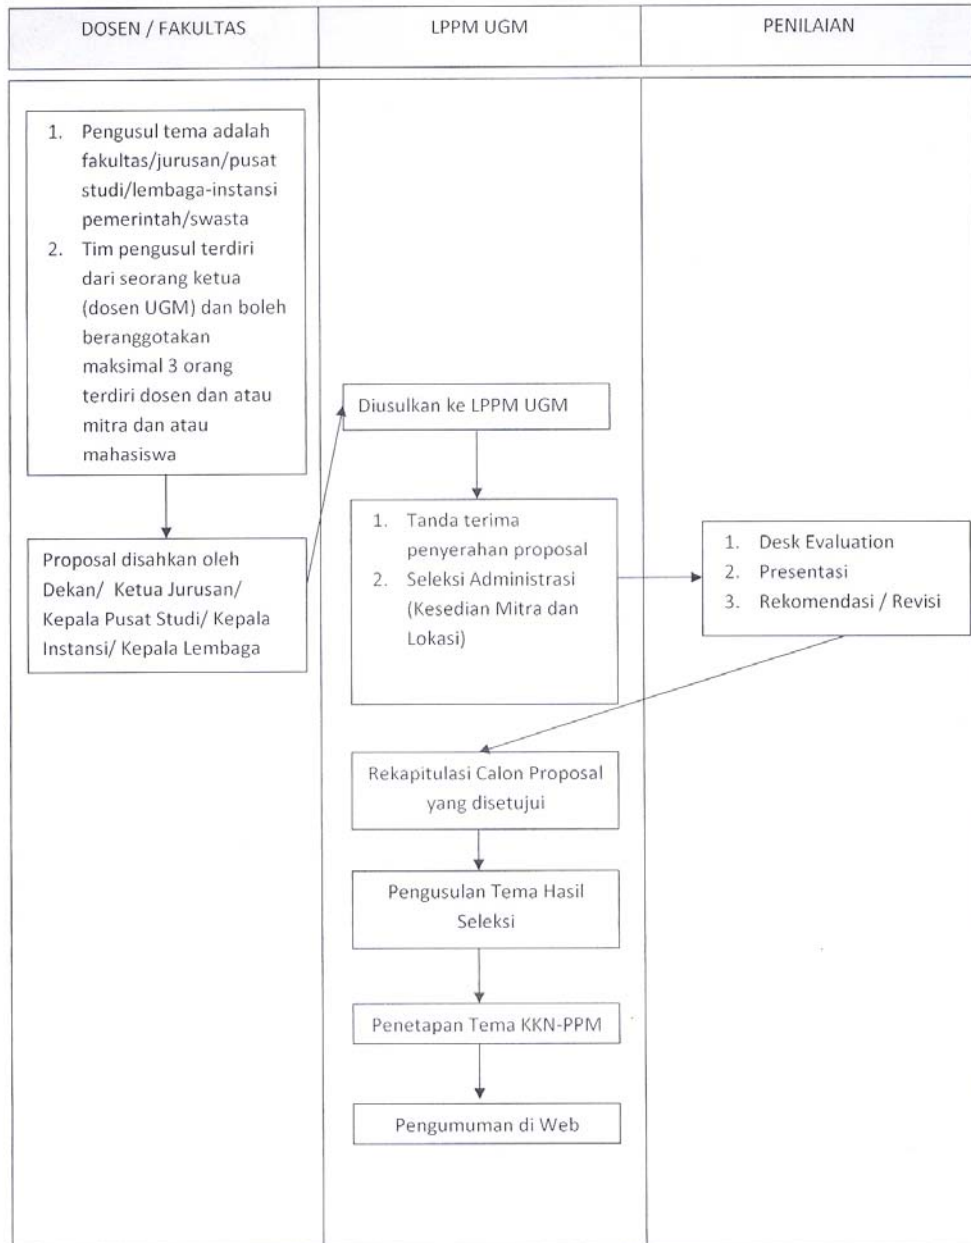 DOSEN / FAKULTAS
LPPM UGM
PENILAIAN
1. Pengusul tema adalah
fakultas/jurusan/pusat
studi/lembaga-instansi
pemerintah/swasta
2. Tim pengusul terdiri
dari seorang ketua
(dosen UGM) dan boleh
beranggotakan
maksimal 3 orang
terdiri dosen dan atau
mitra dan atau
mahasiswa
Proposal disahkan oleh
Dekan/ Ketua Jurusan/
Kepala Pusat Studi/ Kepala
Instansi/ Kepala Lembaga
Diusulkan ke LPPM UGM
1. Tanda terima
penyerahan proposal
2. Seleksi Administrasi
(Kesedian Mitra dan
Lokasi)
1. Desk Evaluation
2. Presentasi
3. Rekomendasi / Revisi
Rekapitulasi Calon Proposal
yang disetujui
Pengusulan Tema Hasil
Seleksi
Penetapan Tema KKN-PPM
Pengumuman di Web